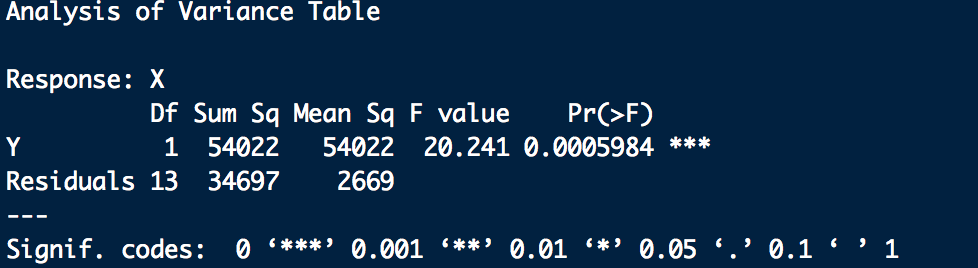 Analysis of Variance Table
Response: X
Df Sum Sq Mean Sq F value Pr(>F)
Y 1 54022 54022 20.241 0.0005984 ***
Residuals 13 34697 2669
---
Signif. codes: 0 ‘***’ 0.001 ‘**’ 0.01 ‘*’ 0.05 ‘.’ 0.1 ‘ ’ 1